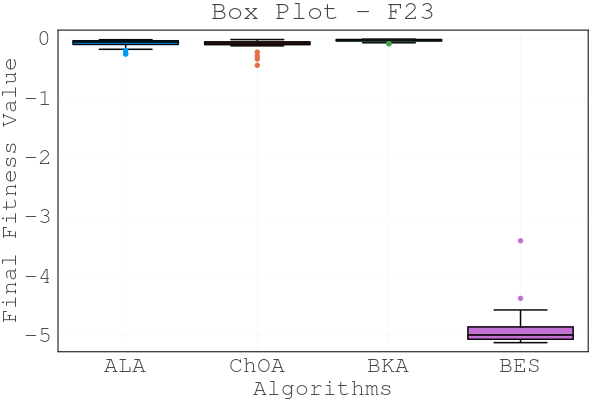 Box Plot - F23
Final Fitness Value
0
-1
-2
-3
-4
-5
ALA ChOA BKA BES
Algorithms